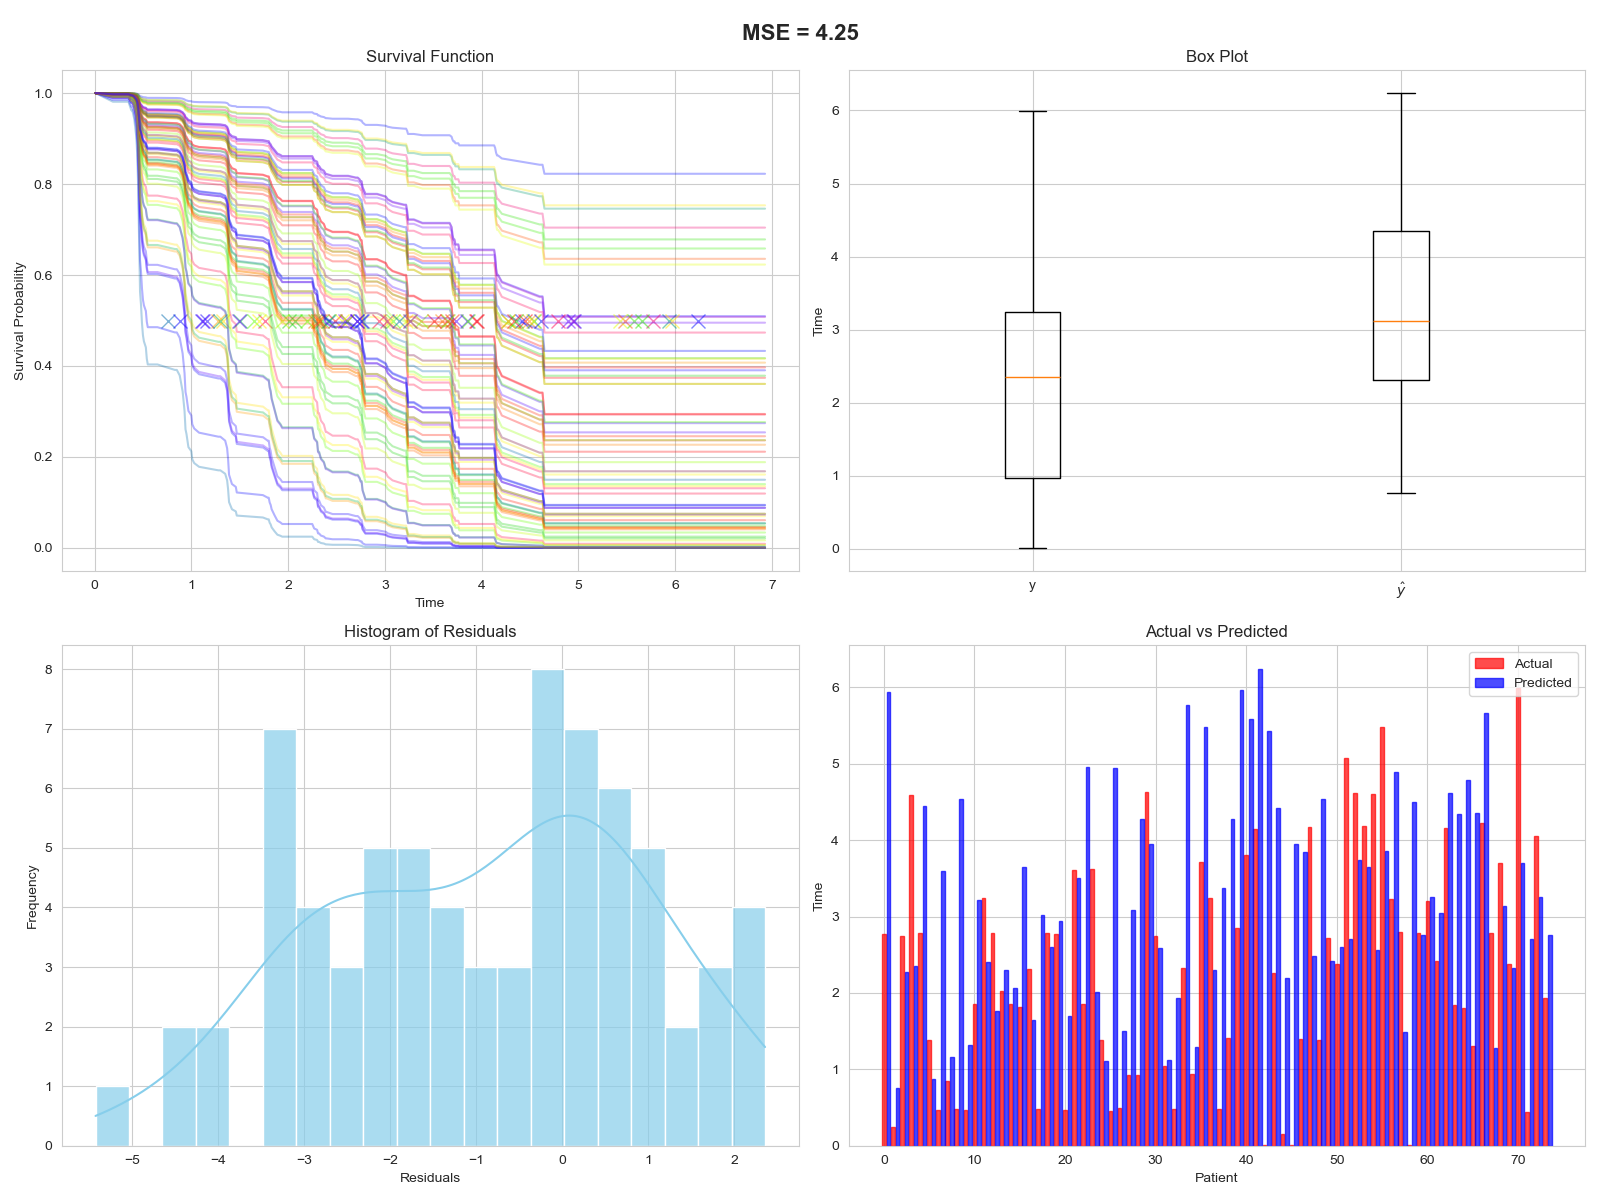 MSE = 4.25
Survival Function
Survival Probability
1.0
0.8
0.6
0.4
0.2
0.0
0 1 2 3 4 5 6 7
Time
Box Plot
Time
6
5
4
3
2
1
0
y ŷ
Histogram of Residuals
Frequency
8
7
6
5
4
3
2
1
0
−5 −4 −3 −2 −1 0 1 2
Residuals
Actual vs Predicted
Actual
Predicted
Time
6
5
4
3
2
1
0
0 10 20 30 40 50 60 70
Patient